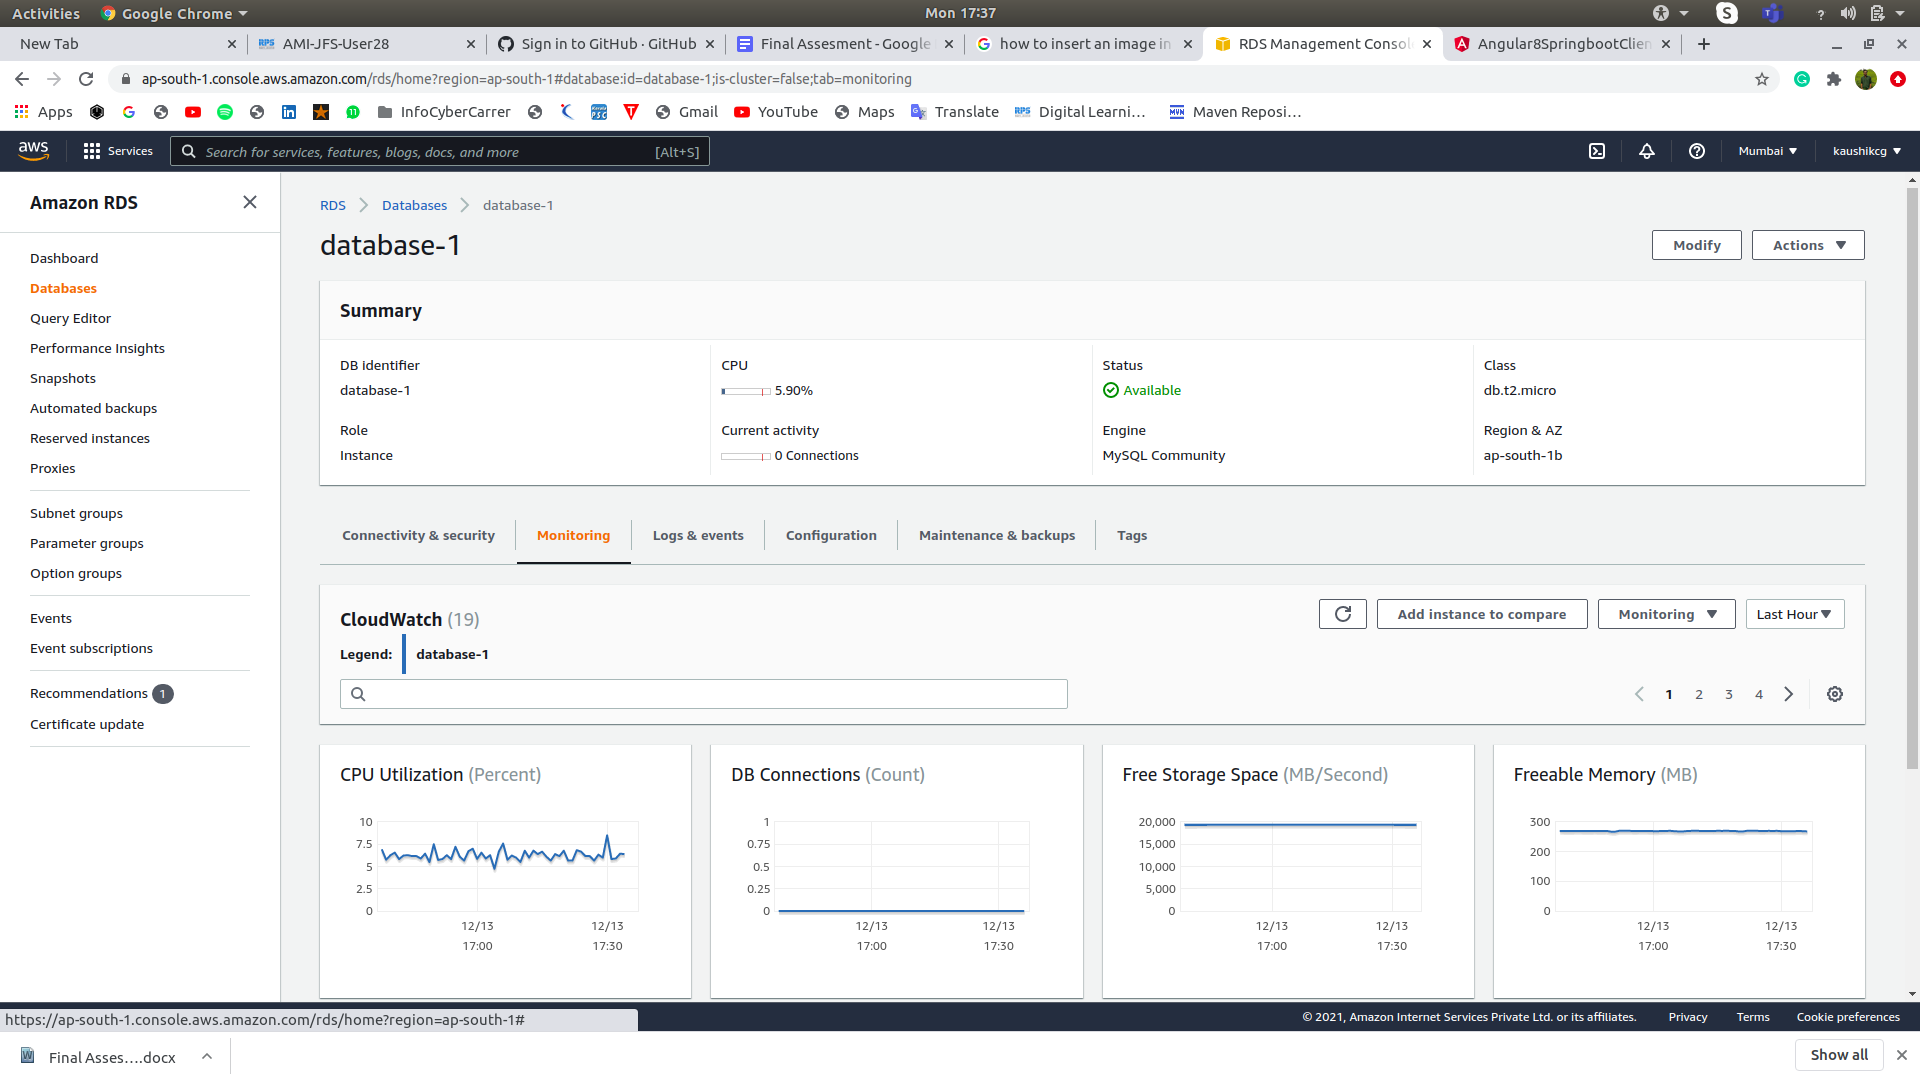 Activities Google Chrome Mon 17:37
New Tab AMI-JFS-User28 Sign in to GitHub · GitHub Final Assesment - Google how to insert an image in RDS Management Consol Angular8SpringbootClien
ap-south-1.console.aws.amazon.com/rds/home?region=ap-south-1#database:id=database-1;is-cluster=false;tab=monitoring
Apps InfoCyberCarrer Gmail YouTube Maps Translate Digital Learni… Maven Reposi…
aws Services Search for services, features, blogs, docs, and more [Alt+S] Mumbai kaushikcg
Amazon RDS
Dashboard
Databases
Query Editor
Performance Insights
Snapshots
Automated backups
Reserved instances
Proxies
Subnet groups
Parameter groups
Option groups
Events
Event subscriptions
Recommendations 1
Certificate update
RDS Databases database-1
database-1
Modify Actions
Summary
DB identifier CPU Status Class
database-1 5.90% Available db.t2.micro
Role Current activity Engine Region & AZ
Instance 0 Connections MySQL Community ap-south-1b
Connectivity & security Monitoring Logs & events Configuration Maintenance & backups Tags
CloudWatch (19) Add instance to compare Monitoring Last Hour
Legend: database-1
1 2 3 4
CPU Utilization (Percent)
10
7.5
5
2.5
0
12/13 12/13
17:00 17:30
DB Connections (Count)
1
0.75
0.5
0.25
0
12/13 12/13
17:00 17:30
Free Storage Space (MB/Second)
20,000
15,000
10,000
5,000
0
12/13 12/13
17:00 17:30
Freeable Memory (MB)
300
200
100
0
12/13 12/13
17:00 17:30
https://ap-south-1.console.aws.amazon.com/rds/home?region=ap-south-1#
© 2021, Amazon Internet Services Private Ltd. or its affiliates. Privacy Terms Cookie preferences
Final Asses….docx Show all